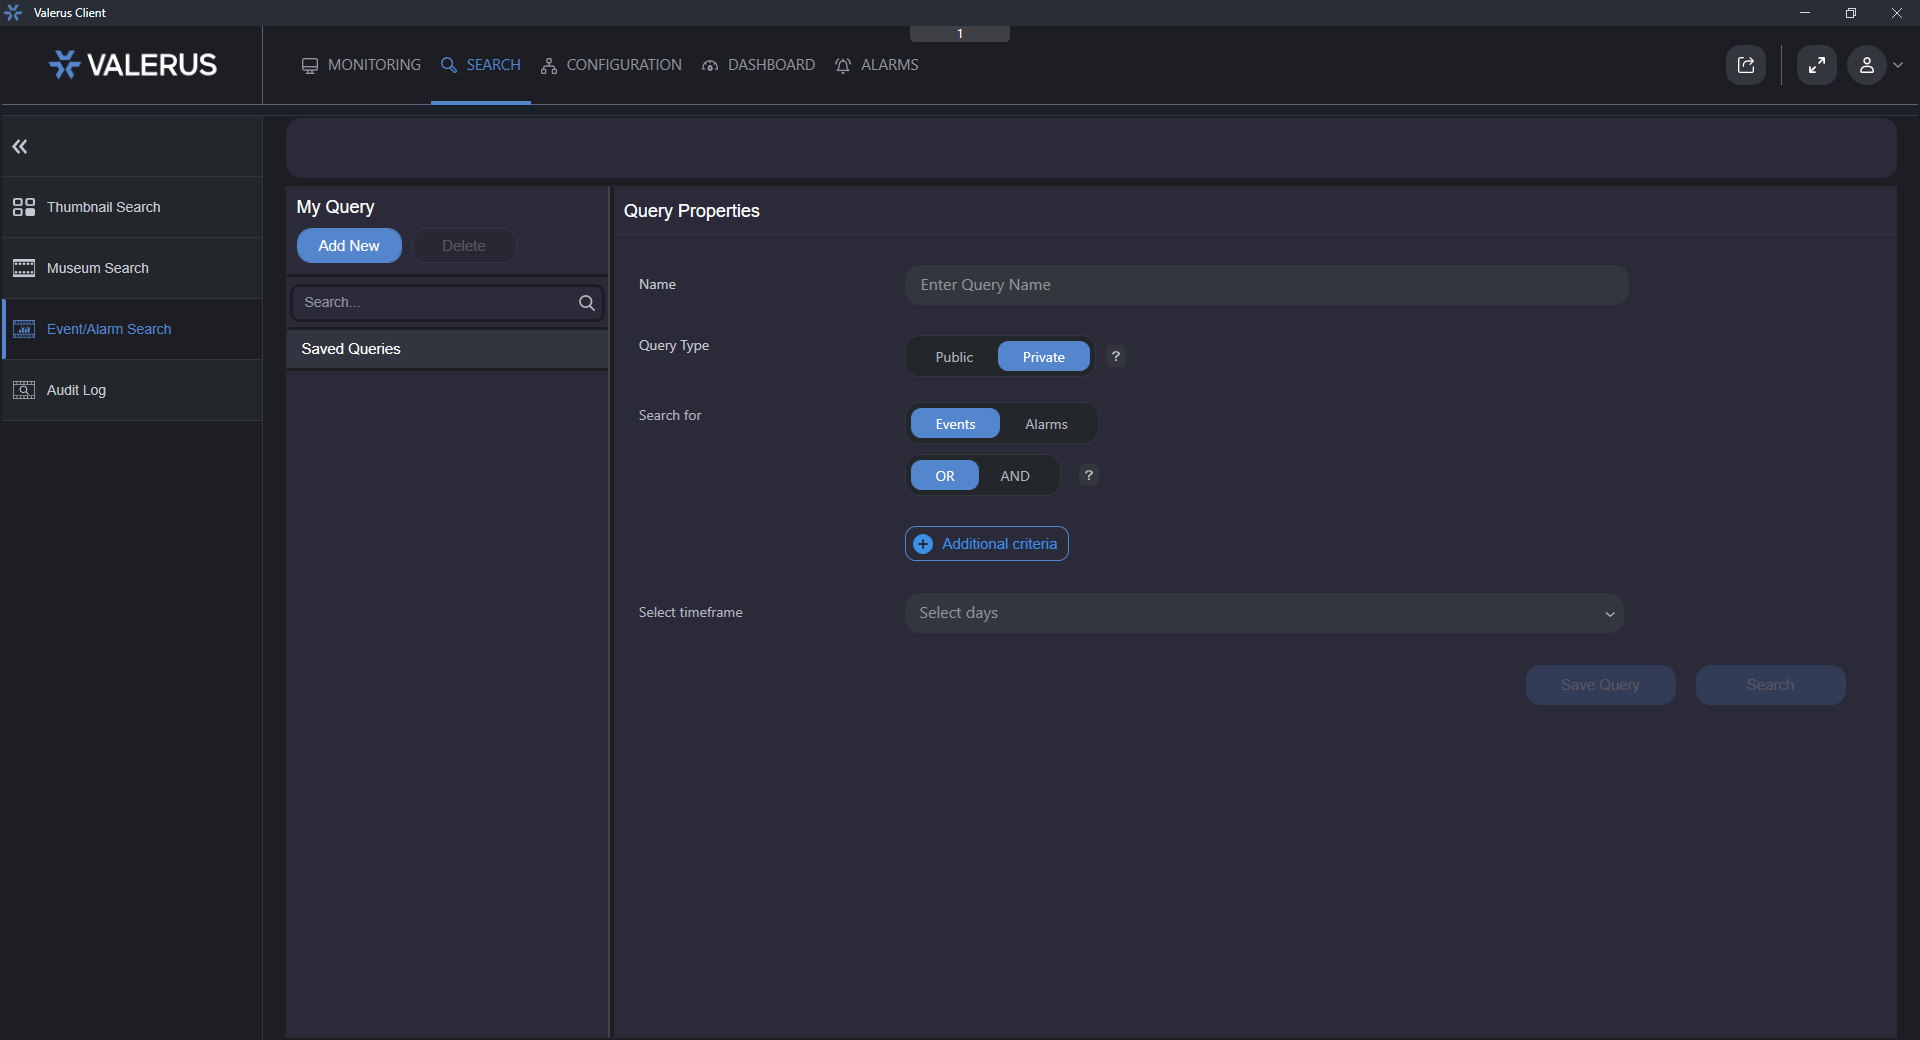 Valerus Client
1
VALERUS
MONITORING SEARCH CONFIGURATION DASHBOARD ALARMS
Thumbnail Search
Museum Search
Event/Alarm Search
Audit Log
My Query
Add New Delete
Search...
Saved Queries
Query Properties
Name Enter Query Name
Query Type Public Private ?
Search for Events Alarms
OR AND ?
Additional criteria
Select timeframe Select days
Save Query Search